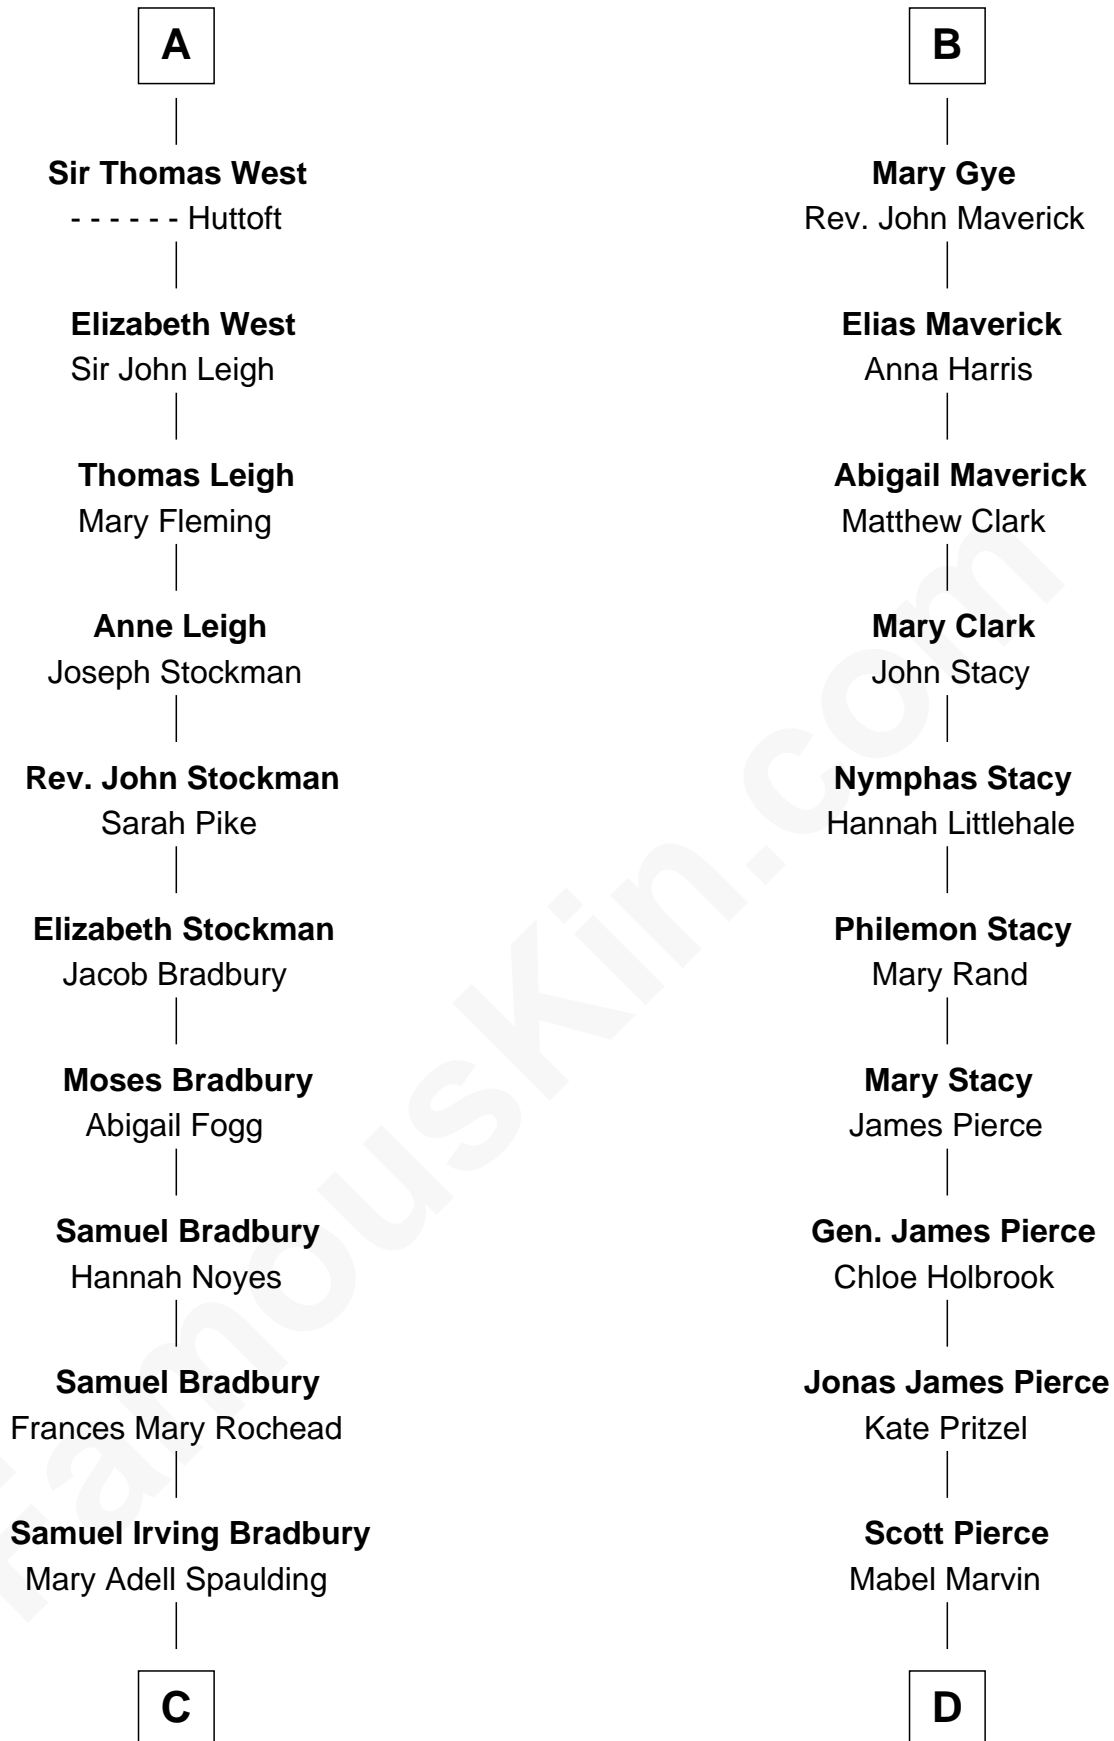 A
Sir Thomas West
- - - - - - Huttoft
Elizabeth West
Sir John Leigh
Thomas Leigh
Mary Fleming
Anne Leigh
Joseph Stockman
Rev. John Stockman
Sarah Pike
Elizabeth Stockman
Jacob Bradbury
Moses Bradbury
Abigail Fogg
Samuel Bradbury
Hannah Noyes
Samuel Bradbury
Frances Mary Rochead
Samuel Irving Bradbury
Mary Adell Spaulding
C
B
Mary Gye
Rev. John Maverick
Elias Maverick
Anna Harris
Abigail Maverick
Matthew Clark
Mary Clark
John Stacy
Nymphas Stacy
Hannah Littlehale
Philemon Stacy
Mary Rand
Mary Stacy
James Pierce
Gen. James Pierce
Chloe Holbrook
Jonas James Pierce
Kate Pritzel
Scott Pierce
Mabel Marvin
D
FamousKin.com